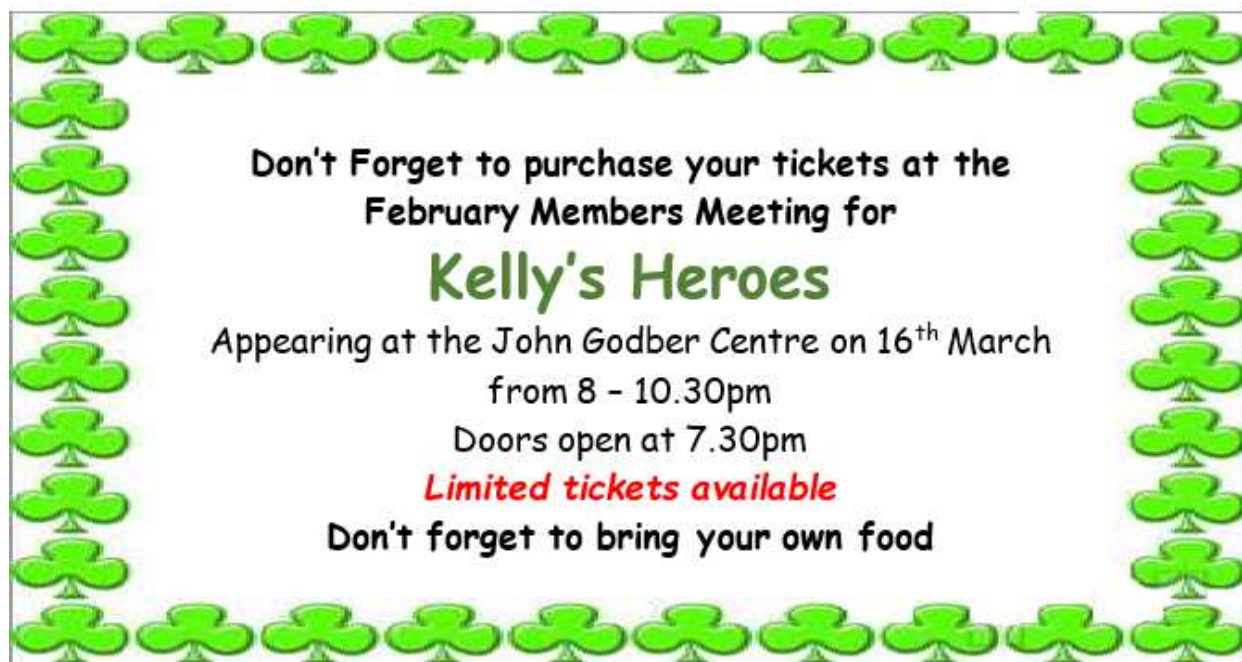 Don't Forget to purchase your tickets at the
February Members Meeting for
Kelly's Heroes
Appearing at the John Godber Centre on 16th March
from 8 – 10.30pm
Doors open at 7.30pm
Limited tickets available
Don't forget to bring your own food